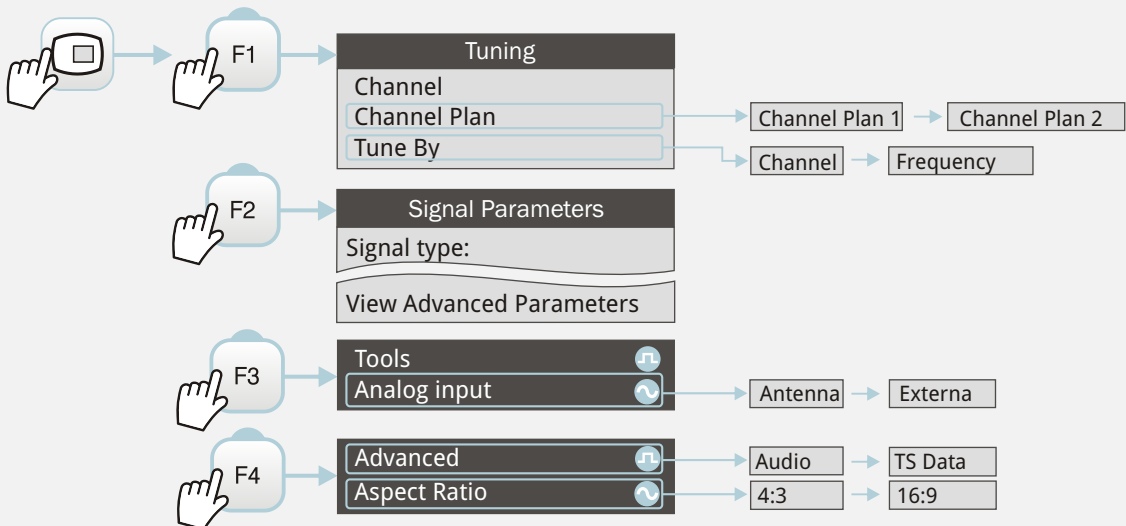 F1
Tuning
Channel
Channel Plan
Channel Plan 1
Channel Plan 2
Tune By
Channel
Frequency
F2
Signal Parameters
Signal type:
View Advanced Parameters
F3
Tools
Analog input
Antenna
Externa
F4
Advanced
Audio
TS Data
Aspect Ratio
4:3
16:9